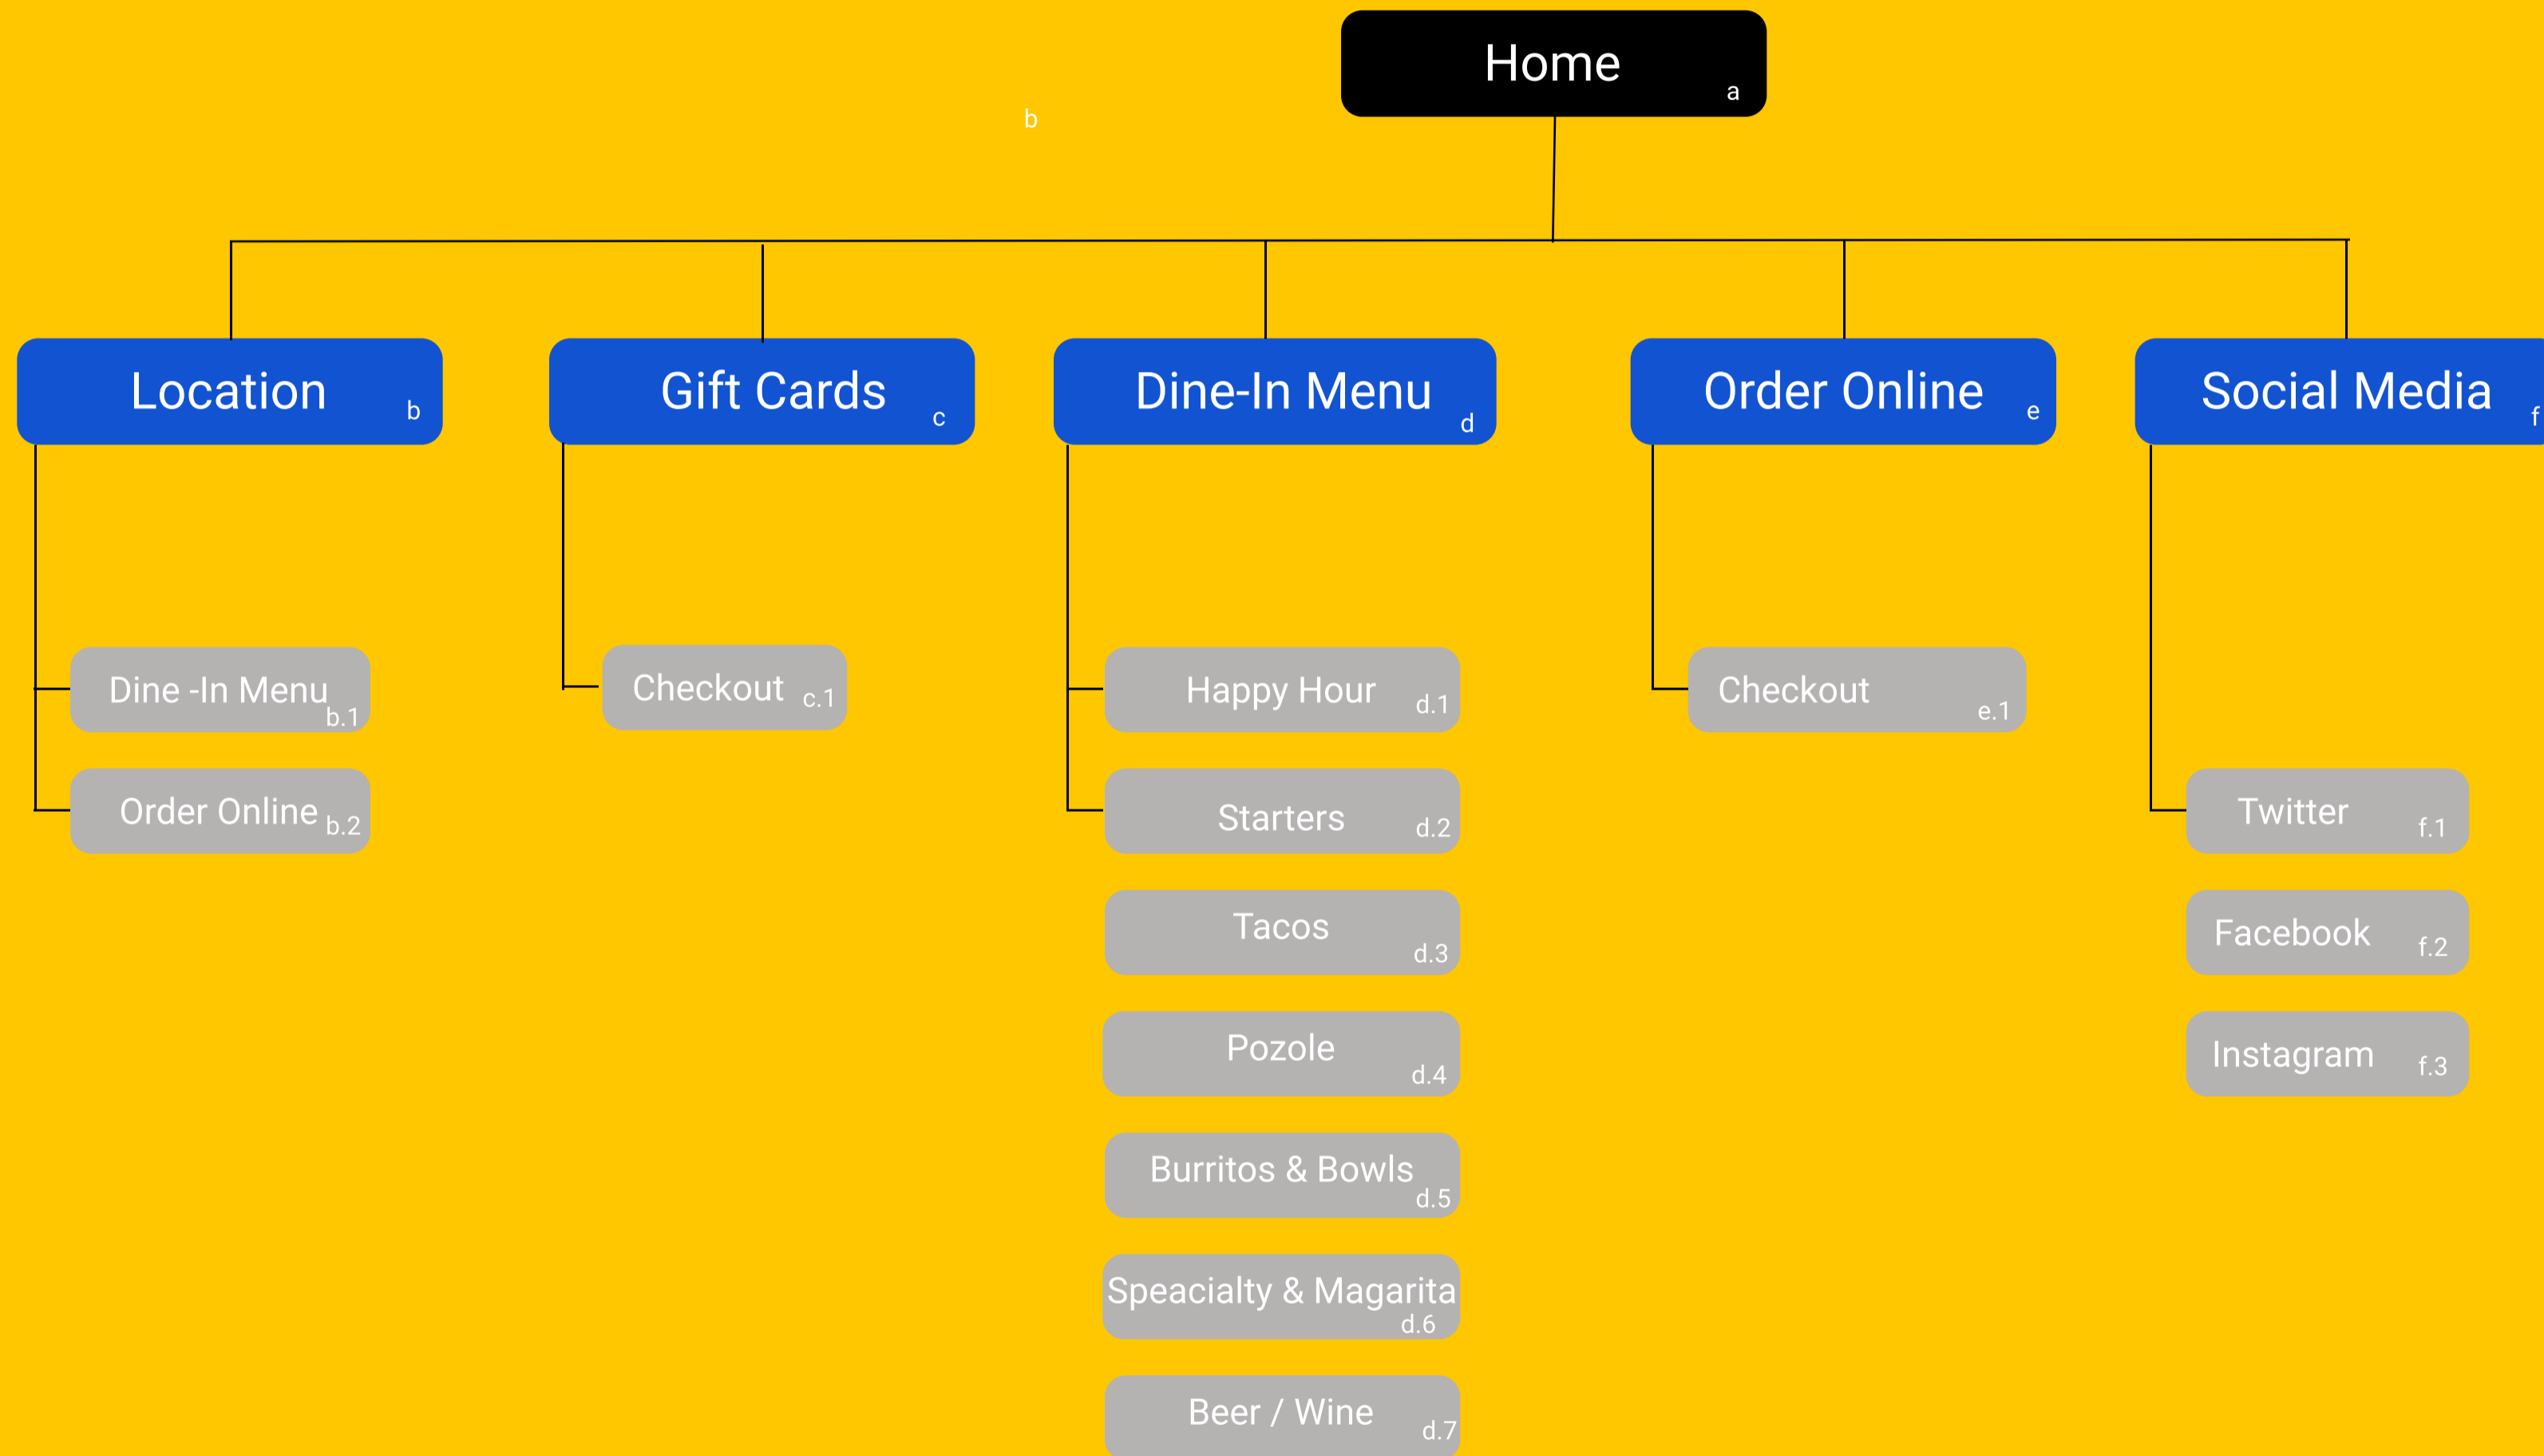 Home
a
b
Location
b
Gift Cards
c
Dine-In Menu
d
Order Online
e
Social Media
f
Dine -In Menu
b.1
Order Online
b.2
Checkout
c.1
Happy Hour
d.1
Starters
d.2
Tacos
d.3
Pozole
d.4
Burritos & Bowls
d.5
Speacialty & Magarita
d.6
Beer / Wine
d.7
Checkout
e.1
Twitter
f.1
Facebook
f.2
Instagram
f.3